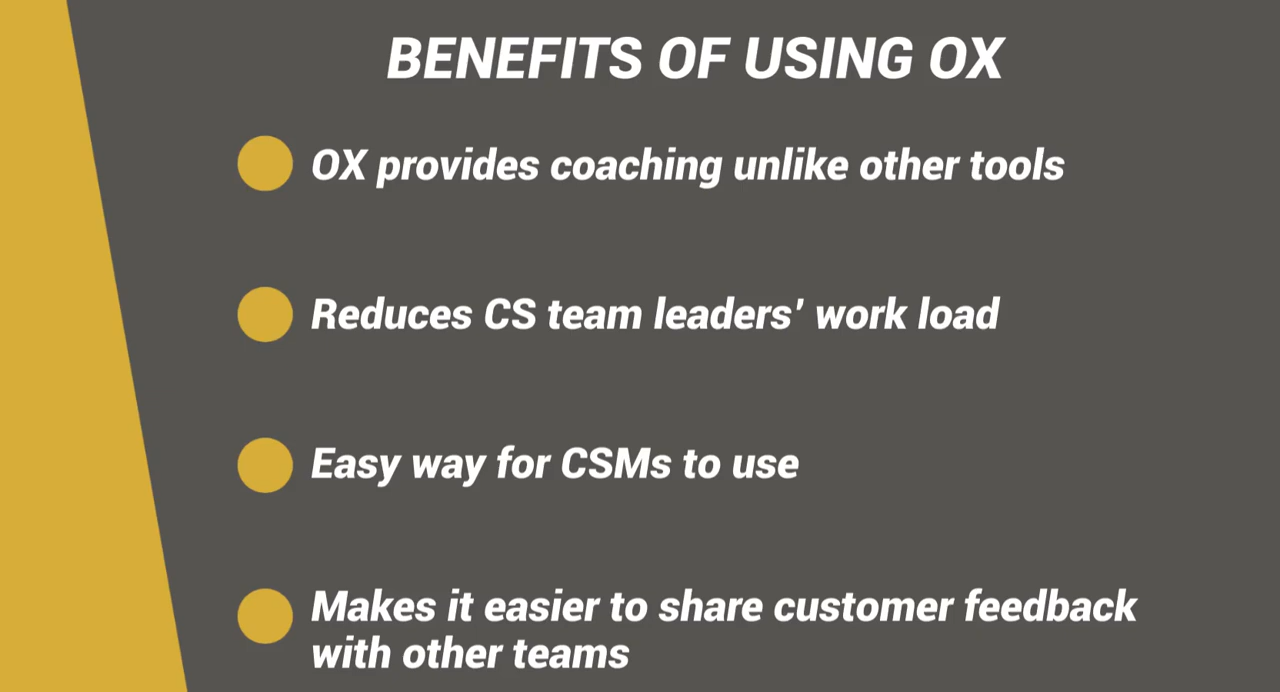 BENEFITS OF USING OX
OX provides coaching unlike other tools
Reduces CS team leaders' work load
Easy way for CSMs to use
Makes it easier to share customer feedback
with other teams